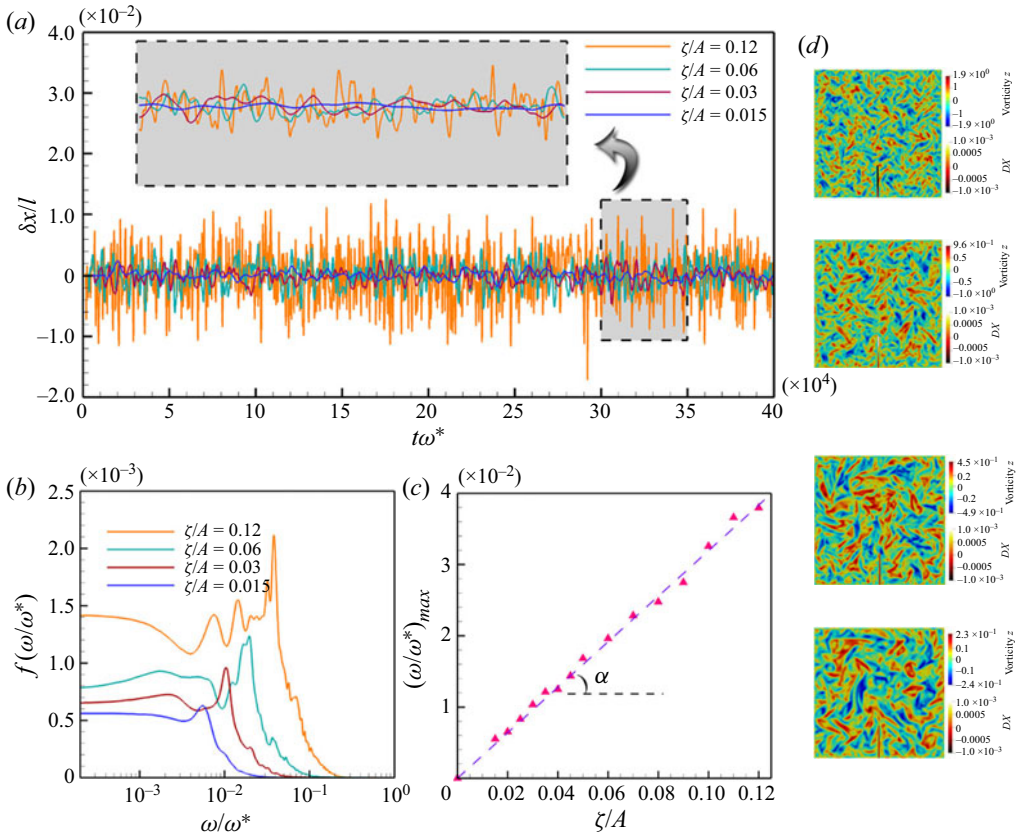 (a)
(×10⁻²)
4.0
3.0
2.0
1.0
0
–1.0
–2.0
δx/l
ζ/A = 0.12
ζ/A = 0.06
ζ/A = 0.03
ζ/A = 0.015
0 5 10 15 20 25 30 35 40
(×10⁴)
tω*
(b)
(×10⁻³)
2.5
2.0
1.5
1.0
0.5
0
f (ω/ω*)
ζ/A = 0.12
ζ/A = 0.06
ζ/A = 0.03
ζ/A = 0.015
10⁻³ 10⁻² 10⁻¹ 10⁰
ω/ω*
(c)
(×10⁻²)
4
2
1
0
(ω/ω*)max
α
0 0.02 0.04 0.06 0.08 0.10 0.12
ζ/A
(d)
1.9 ×10⁰
1
0
–1
–1.9 ×10⁰
Vorticity z
1.0 ×10⁻³
0.0005
0
–0.0005
–1.0 ×10⁻³
DX
9.6 ×10⁻¹
0.5
0
–0.5
–1.0 ×10⁰
Vorticity z
1.0 ×10⁻³
0.0005
0
–0.0005
–1.0 ×10⁻³
DX
4.5 ×10⁻¹
0.2
0
–0.2
–4.9 ×10⁻¹
Vorticity z
1.0 ×10⁻³
0.0005
0
–0.0005
–1.0 ×10⁻³
DX
2.3 ×10⁻¹
0.1
0
–0.1
–2.4 ×10⁻¹
Vorticity z
1.0 ×10⁻³
0.0005
0
–0.0005
–1.0 ×10⁻³
DX